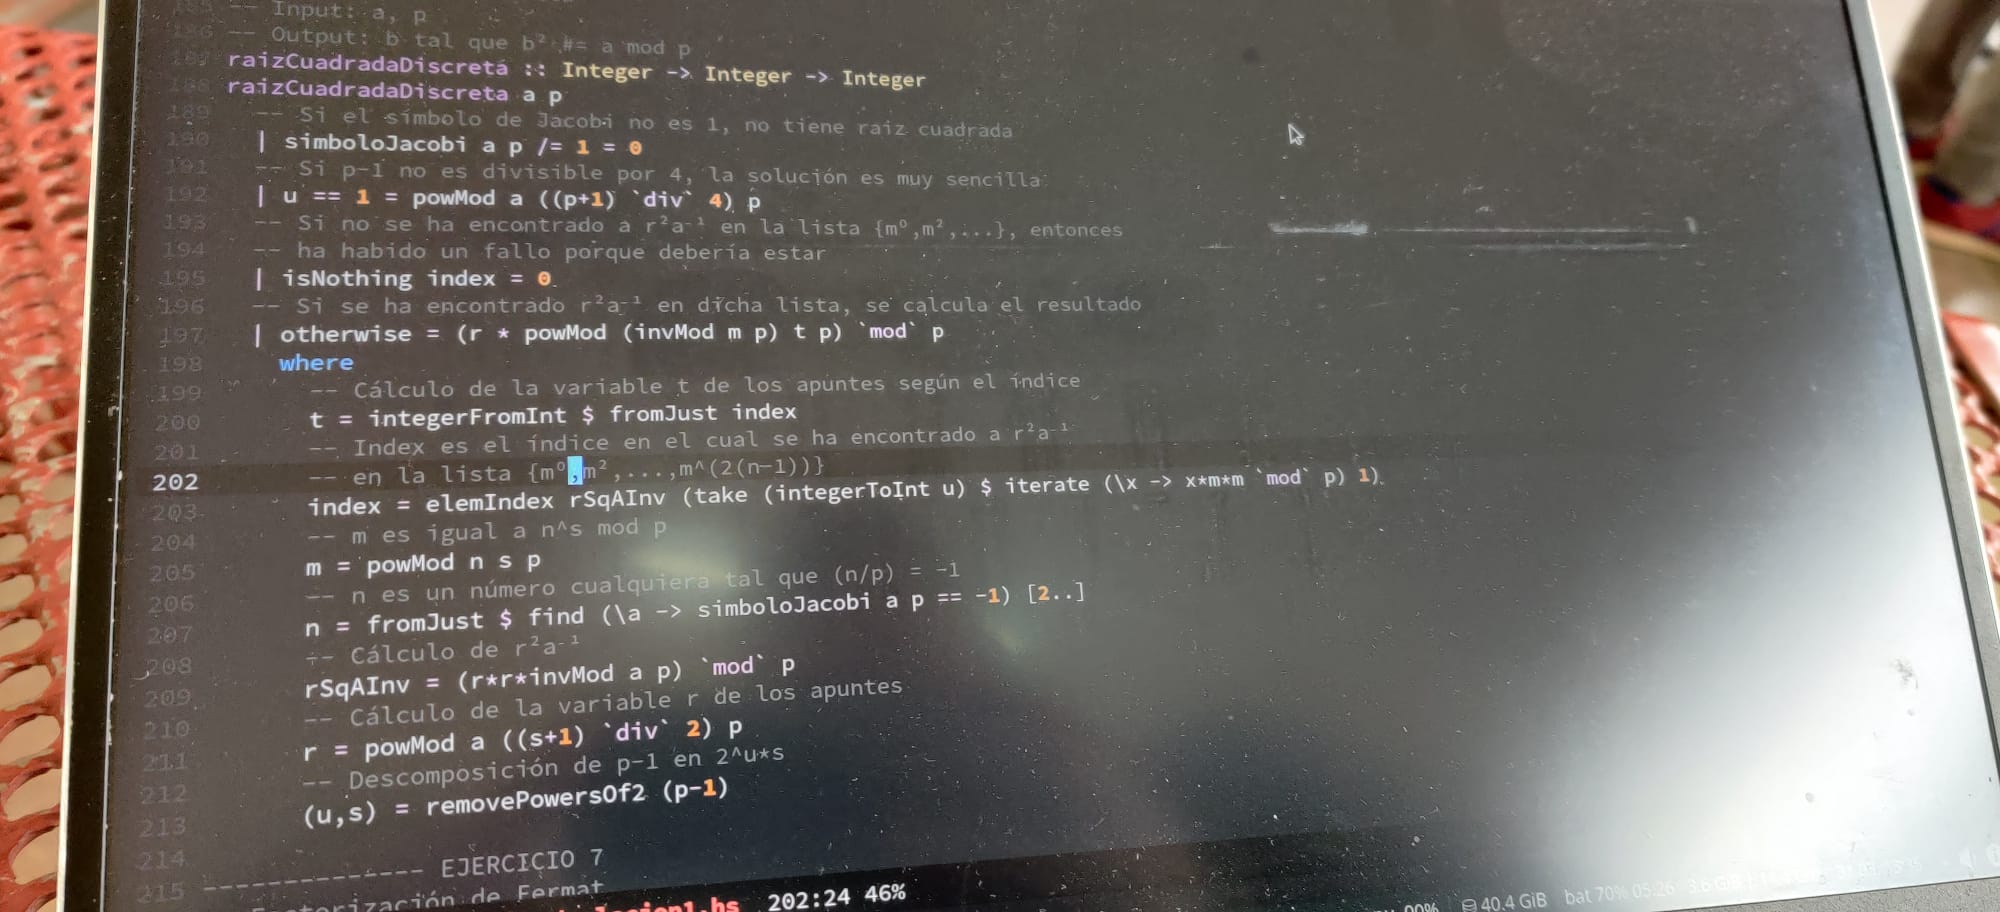 185 -- Input: a, p
186 -- Output: b tal que b² #= a mod p
187 raizCuadradaDiscreta :: Integer -> Integer -> Integer
188 raizCuadradaDiscreta a p
189 -- Si el símbolo de Jacobi no es 1, no tiene raiz cuadrada
190 | simboloJacobi a p /= 1 = 0
191 -- Si p-1 no es divisible por 4, la solución es muy sencilla
192 | u == 1 = powMod a ((p+1) `div` 4) p
193 -- Si no se ha encontrado a r²a⁻¹ en la lista {m⁰,m²,...}, entonces
194 -- ha habido un fallo porque debería estar
195 | isNothing index = 0
196 -- Si se ha encontrado r²a⁻¹ en dicha lista, se calcula el resultado
197 | otherwise = (r * powMod (invMod m p) t p) `mod` p
198 where
199 -- Cálculo de la variable t de los apuntes según el índice
200 t = integerFromInt $ fromJust index
201 -- Index es el índice en el cual se ha encontrado a r²a⁻¹
202 -- en la lista {m⁰,m²,...,m^(2(n-1))}
203 index = elemIndex rSqAInv (take (integerToInt u) $ iterate (\x -> x*m*m `mod` p) 1)
204 -- m es igual a n^s mod p
205 m = powMod n s p
206 -- n es un número cualquiera tal que (n/p) = -1
207 n = fromJust $ find (\a -> simboloJacobi a p == -1) [2..]
208 -- Cálculo de r²a⁻¹
209 rSqAInv = (r*r*invMod a p) `mod` p
210 -- Cálculo de la variable r de los apuntes
211 r = powMod a ((s+1) `div` 2) p
212 -- Descomposición de p-1 en 2^u*s
213 (u,s) = removePowersOf2 (p-1)
214
215 -------------- EJERCICIO 7
de Fermat
202:24 46%
40.4 GiB bat 70% 05:26 3.6